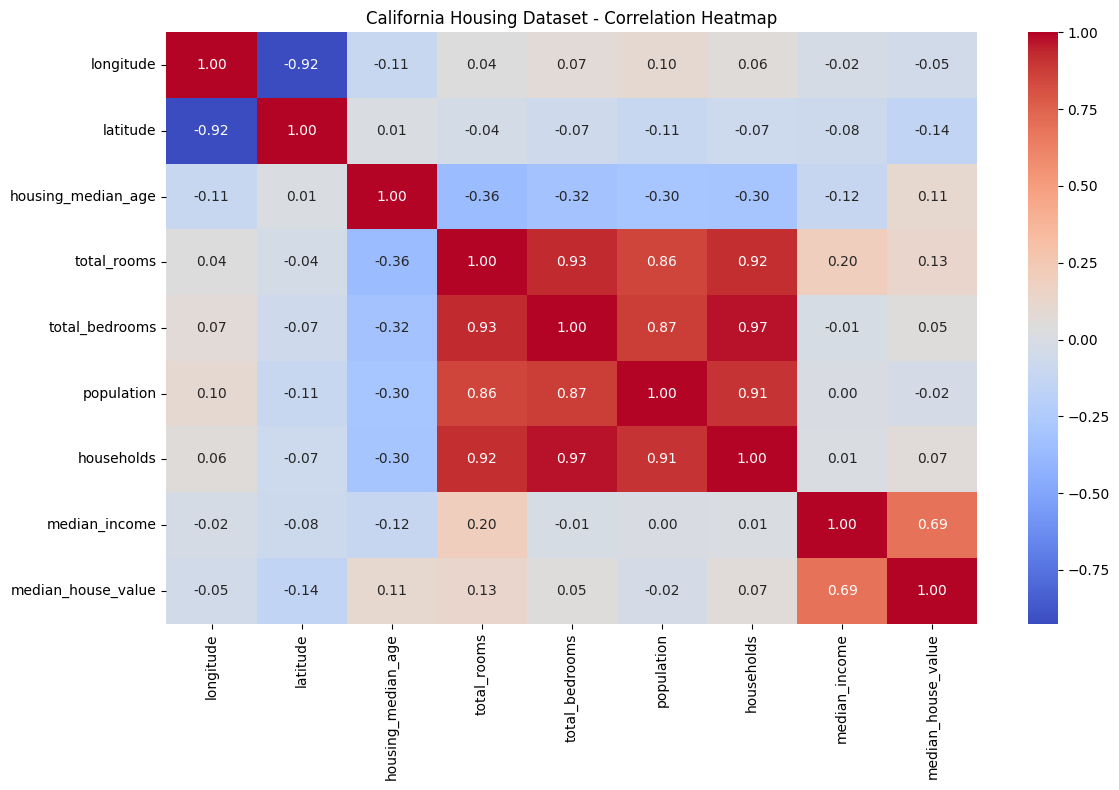 California Housing Dataset - Correlation Heatmap
longitude 1.00 -0.92 -0.11 0.04 0.07 0.10 0.06 -0.02 -0.05
latitude -0.92 1.00 0.01 -0.04 -0.07 -0.11 -0.07 -0.08 -0.14
housing_median_age -0.11 0.01 1.00 -0.36 -0.32 -0.30 -0.30 -0.12 0.11
total_rooms 0.04 -0.04 -0.36 1.00 0.93 0.86 0.92 0.20 0.13
total_bedrooms 0.07 -0.07 -0.32 0.93 1.00 0.87 0.97 -0.01 0.05
population 0.10 -0.11 -0.30 0.86 0.87 1.00 0.91 0.00 -0.02
households 0.06 -0.07 -0.30 0.92 0.97 0.91 1.00 0.01 0.07
median_income -0.02 -0.08 -0.12 0.20 -0.01 0.00 0.01 1.00 0.69
median_house_value -0.05 -0.14 0.11 0.13 0.05 -0.02 0.07 0.69 1.00
longitude
latitude
housing_median_age
total_rooms
total_bedrooms
population
households
median_income
median_house_value
1.00
0.75
0.50
0.25
0.00
−0.25
−0.50
−0.75